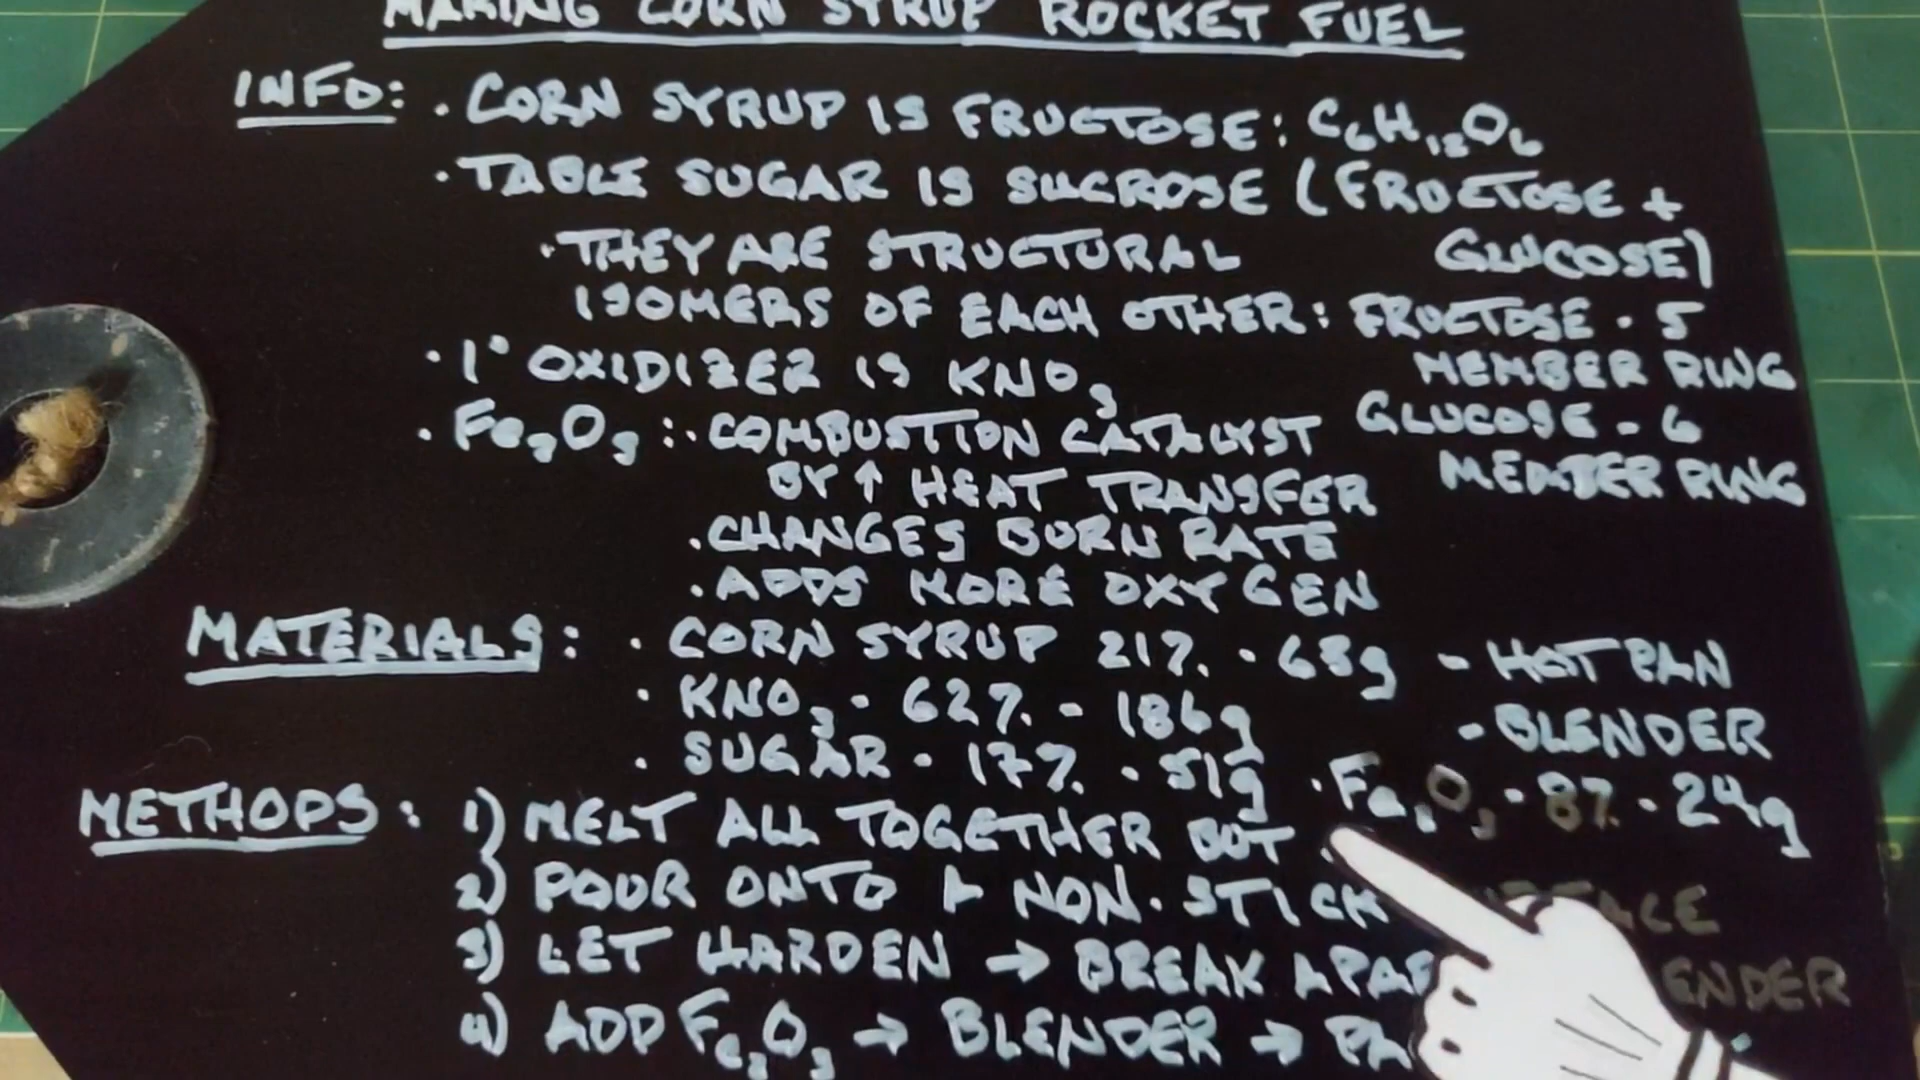 MAKING CORN SYRUP ROCKET FUEL
INFO: · CORN SYRUP IS FRUCTOSE: C6H12O6
· TABLE SUGAR IS SUCROSE (FRUCTOSE + GLUCOSE)
· THEY ARE STRUCTURAL
ISOMERS OF EACH OTHER: FRUCTOSE - 5
MEMBER RING
GLUCOSE - 6
MEMBER RING
· 1° OXIDIZER IS KNO3
· Fe2O3: · COMBUSTION CATALYST
BY ↑ HEAT TRANSFER
· CHANGES BURN RATE
· ADDS MORE OXYGEN
MATERIALS: · CORN SYRUP 21% · 63g - HOT PAN
· KNO3 - 62% - 186g - BLENDER
· SUGAR - 17% - 51g · Fe2O3 - 8% - 24g
METHODS: 1) MELT ALL TOGETHER BUT
2) POUR ONTO A NON-STICK
3) LET HARDEN → BREAK
4) ADD Fe2O3 → BLENDER →